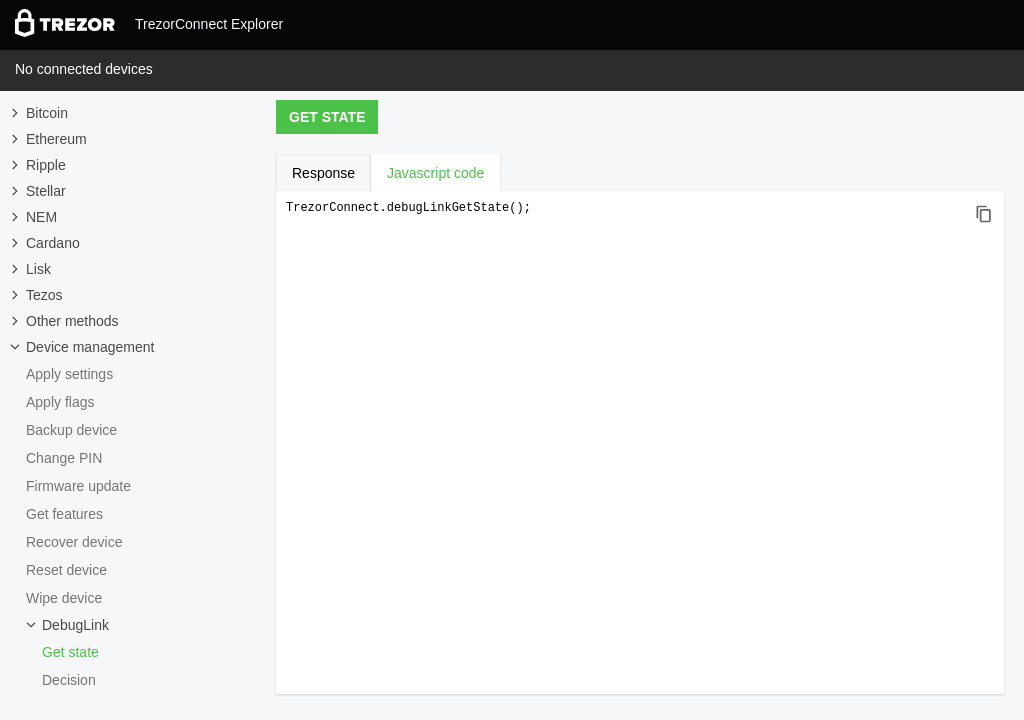 TREZOR TrezorConnect Explorer
No connected devices
Bitcoin
Ethereum
Ripple
Stellar
NEM
Cardano
Lisk
Tezos
Other methods
Device management
Apply settings
Apply flags
Backup device
Change PIN
Firmware update
Get features
Recover device
Reset device
Wipe device
DebugLink
Get state
Decision
GET STATE
Response Javascript code
TrezorConnect.debugLinkGetState();